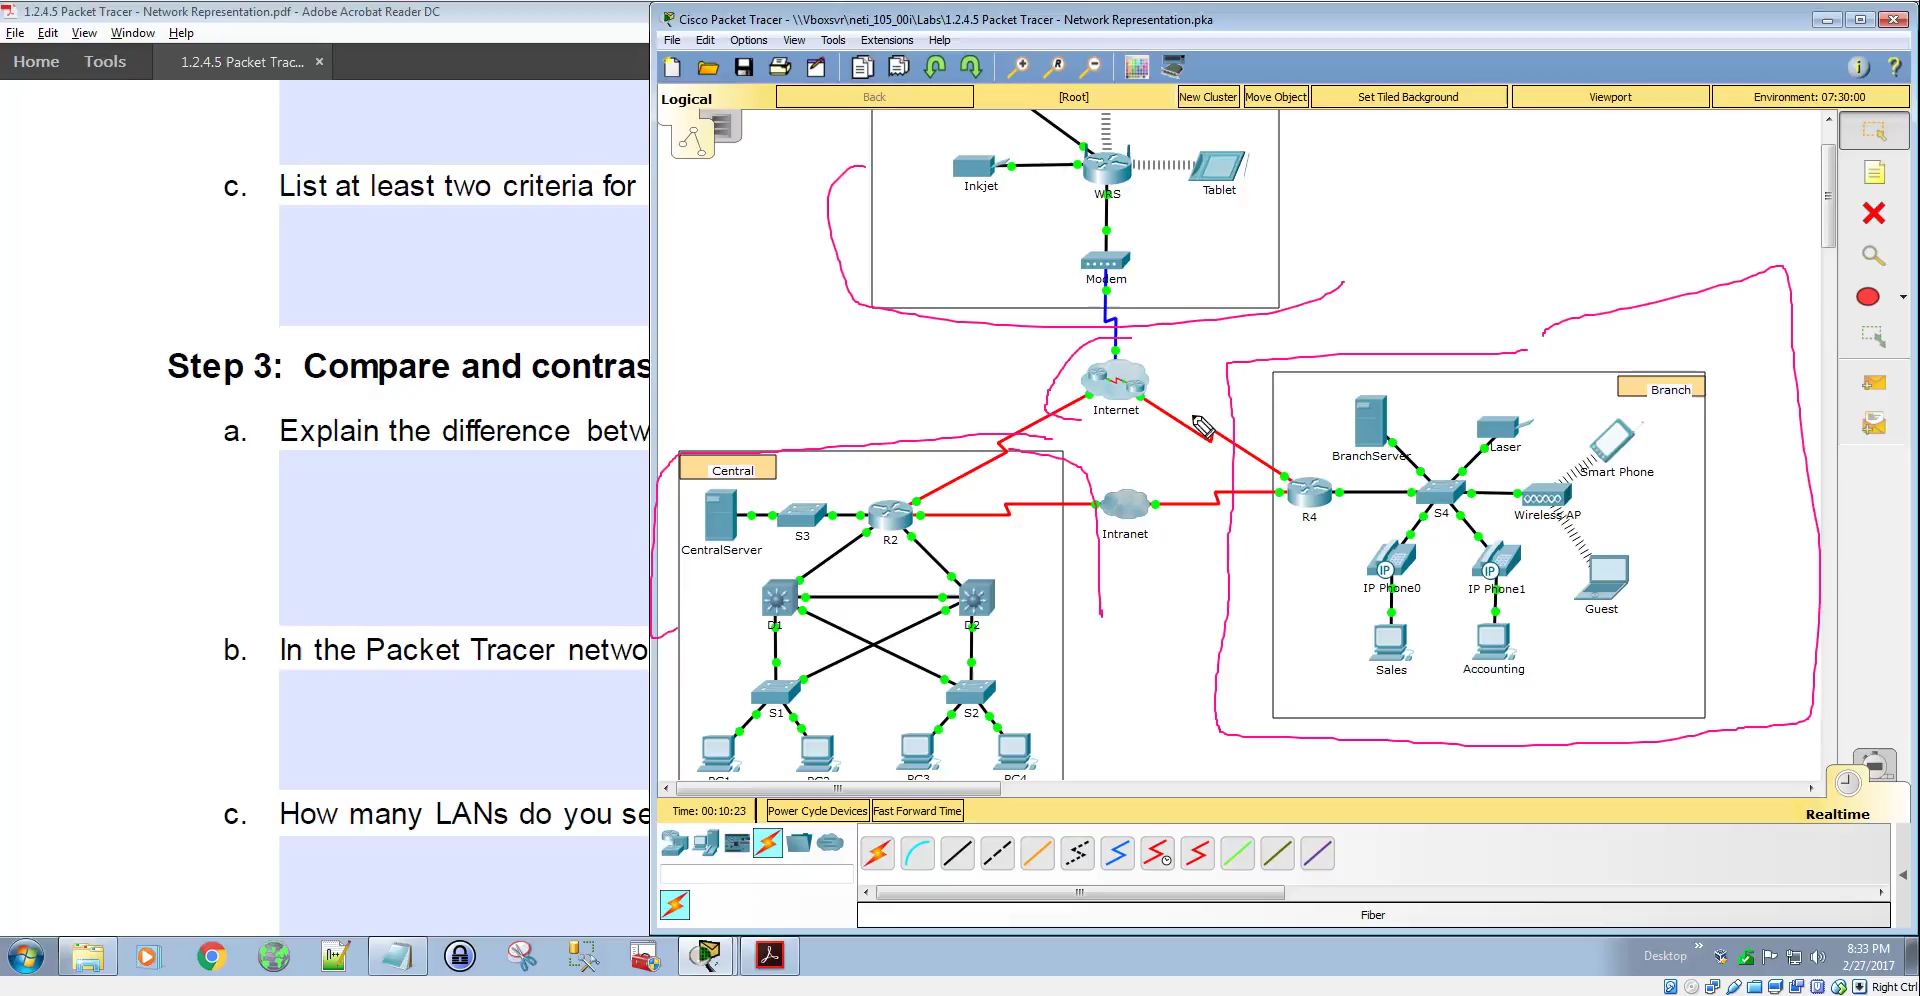 1.2.4.5 Packet Tracer - Network Representation.pdf - Adobe Acrobat Reader DC
File Edit View Window Help
Home Tools 1.2.4.5 Packet Trac... ×
c. List at least two criteria for
Step 3: Compare and contras
a. Explain the difference betw
b. In the Packet Tracer netwo
c. How many LANs do you se
Cisco Packet Tracer - \\Vboxsvr\neti_105_00i\Labs\1.2.4.5 Packet Tracer - Network Representation.pka
File Edit Options View Tools Extensions Help
Logical Back [Root] New Cluster Move Object Set Tiled Background Viewport Environment: 07:30:00
Inkjet
WRS
Tablet
Modem
Internet
Intranet
Central
CentralServer
S3
R2
D1
D2
S1
S2
PC1
PC2
PC3
PC4
Branch
BranchServer
Laser
Smart Phone
R4
S4
Wireless AP
IP
IP Phone0
IP
IP Phone1
Guest
Sales
Accounting
Time: 00:10:23 Power Cycle Devices Fast Forward Time
Realtime
Fiber
Desktop
8:33 PM
2/27/2017
Right Ctrl